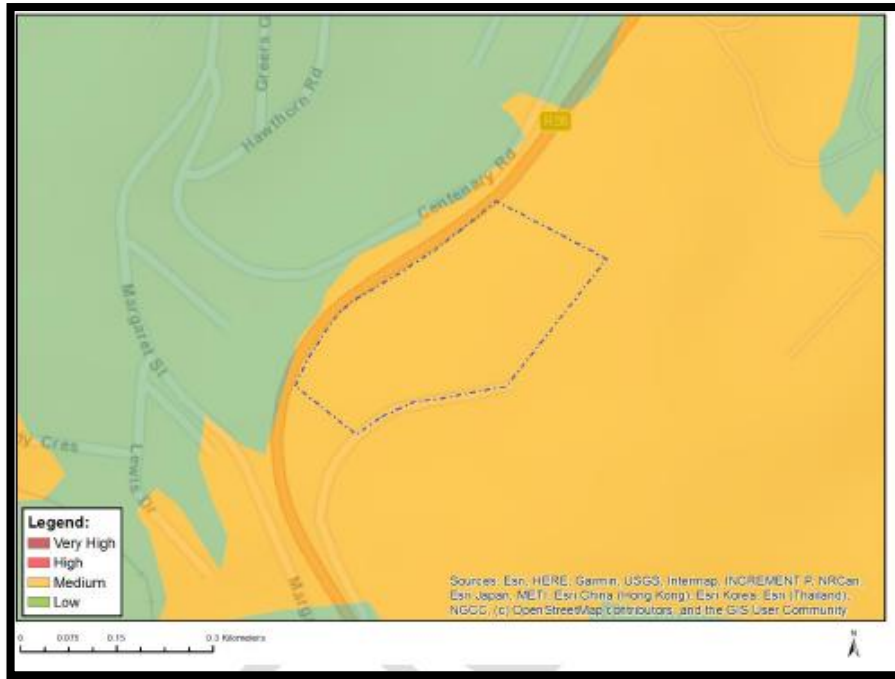 Greers G
Hawthorn Rd
R56
Centenary Rd
Margaret St
y Cres
Lewis Dr
Marga
Legend:
Very High
High
Medium
Low
Sources: Esri, HERE, Garmin, USGS, Intermap, INCREMENT P, NRCan,
Esri Japan, METI, Esri China (Hong Kong), Esri Korea, Esri (Thailand),
NGCC, (c) OpenStreetMap contributors, and the GIS User Community
0 0.075 0.15 0.3 Kilometers
N